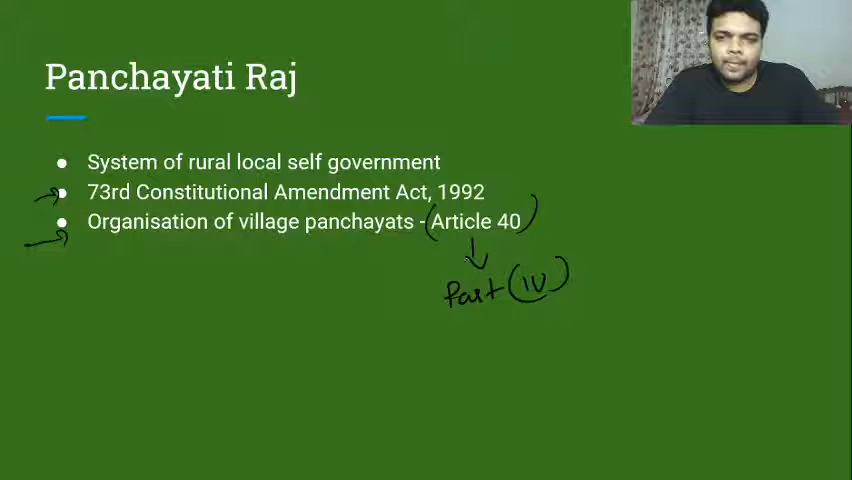 Panchayati Raj
● System of rural local self government
● 73rd Constitutional Amendment Act, 1992
● Organisation of village panchayats - (Article 40)
Part (IV)